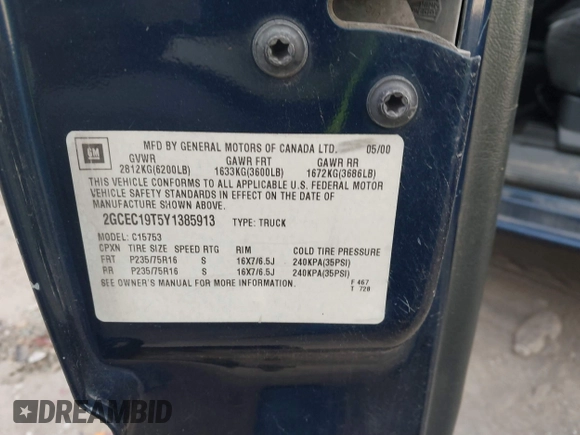 GM
MFD BY GENERAL MOTORS OF CANADA LTD. 05/00
GVWR GAWR FRT GAWR RR
2812KG(6200LB) 1633KG(3600LB) 1672KG(3686LB)
THIS VEHICLE CONFORMS TO ALL APPLICABLE U.S. FEDERAL MOTOR
VEHICLE SAFETY STANDARDS IN EFFECT ON THE DATE OF
MANUFACTURE SHOWN ABOVE.
2GCEC19T5Y1385913 TYPE: TRUCK
MODEL: C15753
CPXN TIRE SIZE SPEED RTG RIM COLD TIRE PRESSURE
FRT P235/75R16 S 16X7/6.5J 240KPA(35PSI)
RR P235/75R16 S 16X7/6.5J 240KPA(35PSI)
SEE OWNER'S MANUAL FOR MORE INFORMATION. F 467
T 728
DREAMBID